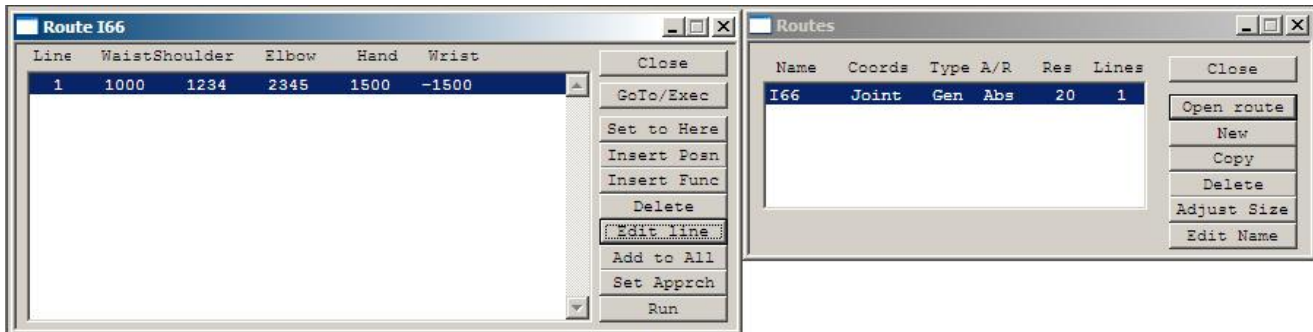 Route I66
Line WaistShoulder Elbow Hand Wrist
1 1000 1234 2345 1500 -1500
Close
GoTo/Exec
Set to Here
Insert Posn
Insert Func
Delete
Edit line
Add to All
Set Apprch
Run
Routes
Name Coords Type A/R Res Lines
I66 Joint Gen Abs 20 1
Close
Open route
New
Copy
Delete
Adjust Size
Edit Name